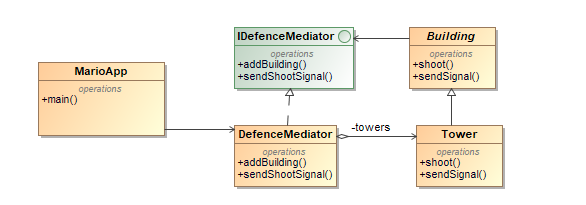 IDefenceMediator
operations
+addBuilding()
+sendShootSignal()
Building
operations
+shoot()
+sendSignal()
MarioApp
operations
+main()
DefenceMediator
operations
+addBuilding()
+sendShootSignal()
-towers
Tower
operations
+shoot()
+sendSignal()